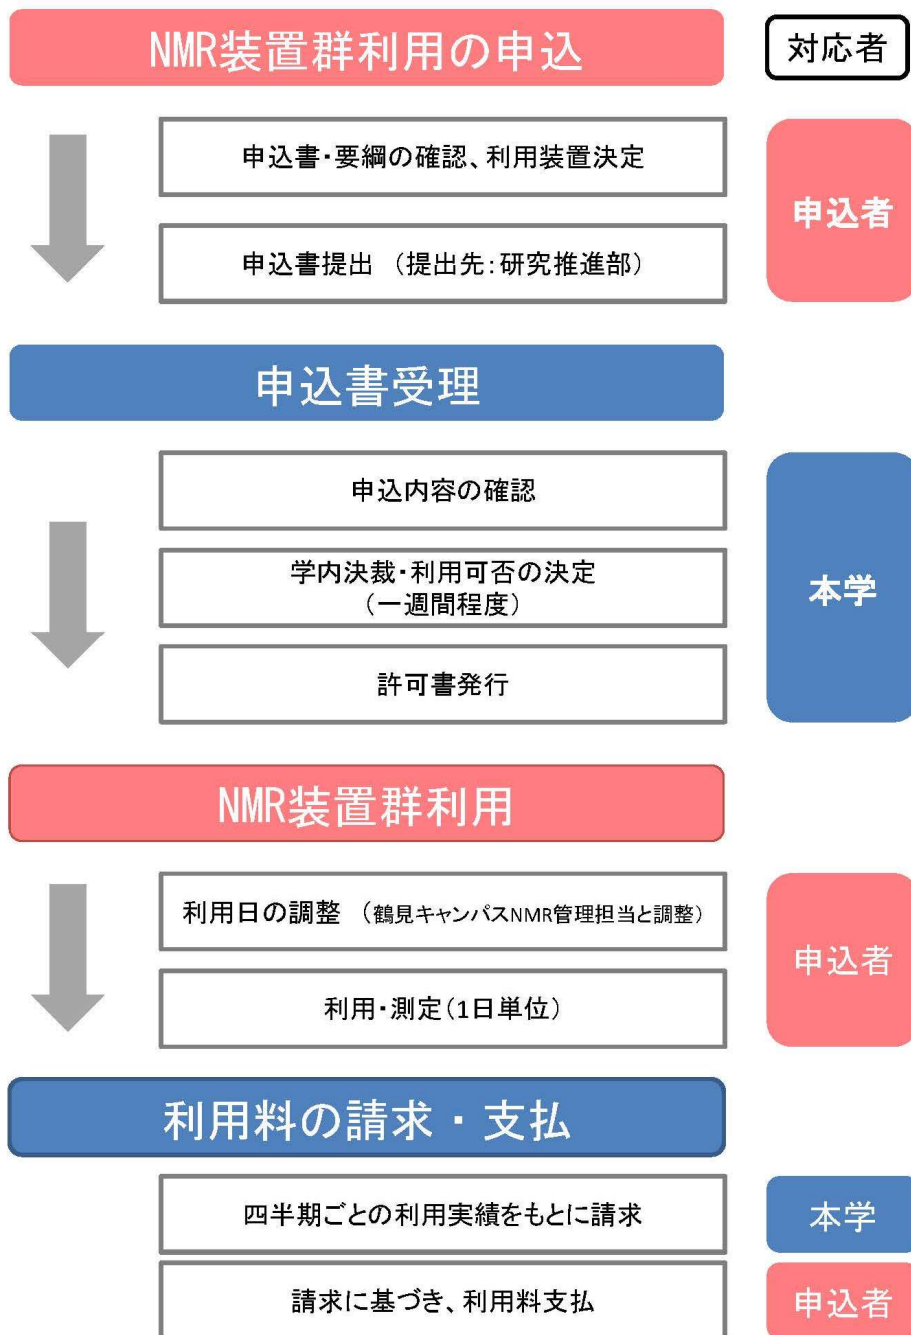 NMR装置群利用の申込
対応者
申込書・要綱の確認、利用装置決定
申込書提出 （提出先：研究推進部）
申込者
申込書受理
申込内容の確認
学内決裁・利用可否の決定
（一週間程度）
許可書発行
本学
NMR装置群利用
利用日の調整 （鶴見キャンパスNMR管理担当と調整）
利用・測定（1日単位）
申込者
利用料の請求・支払
四半期ごとの利用実績をもとに請求
本学
請求に基づき、利用料支払
申込者